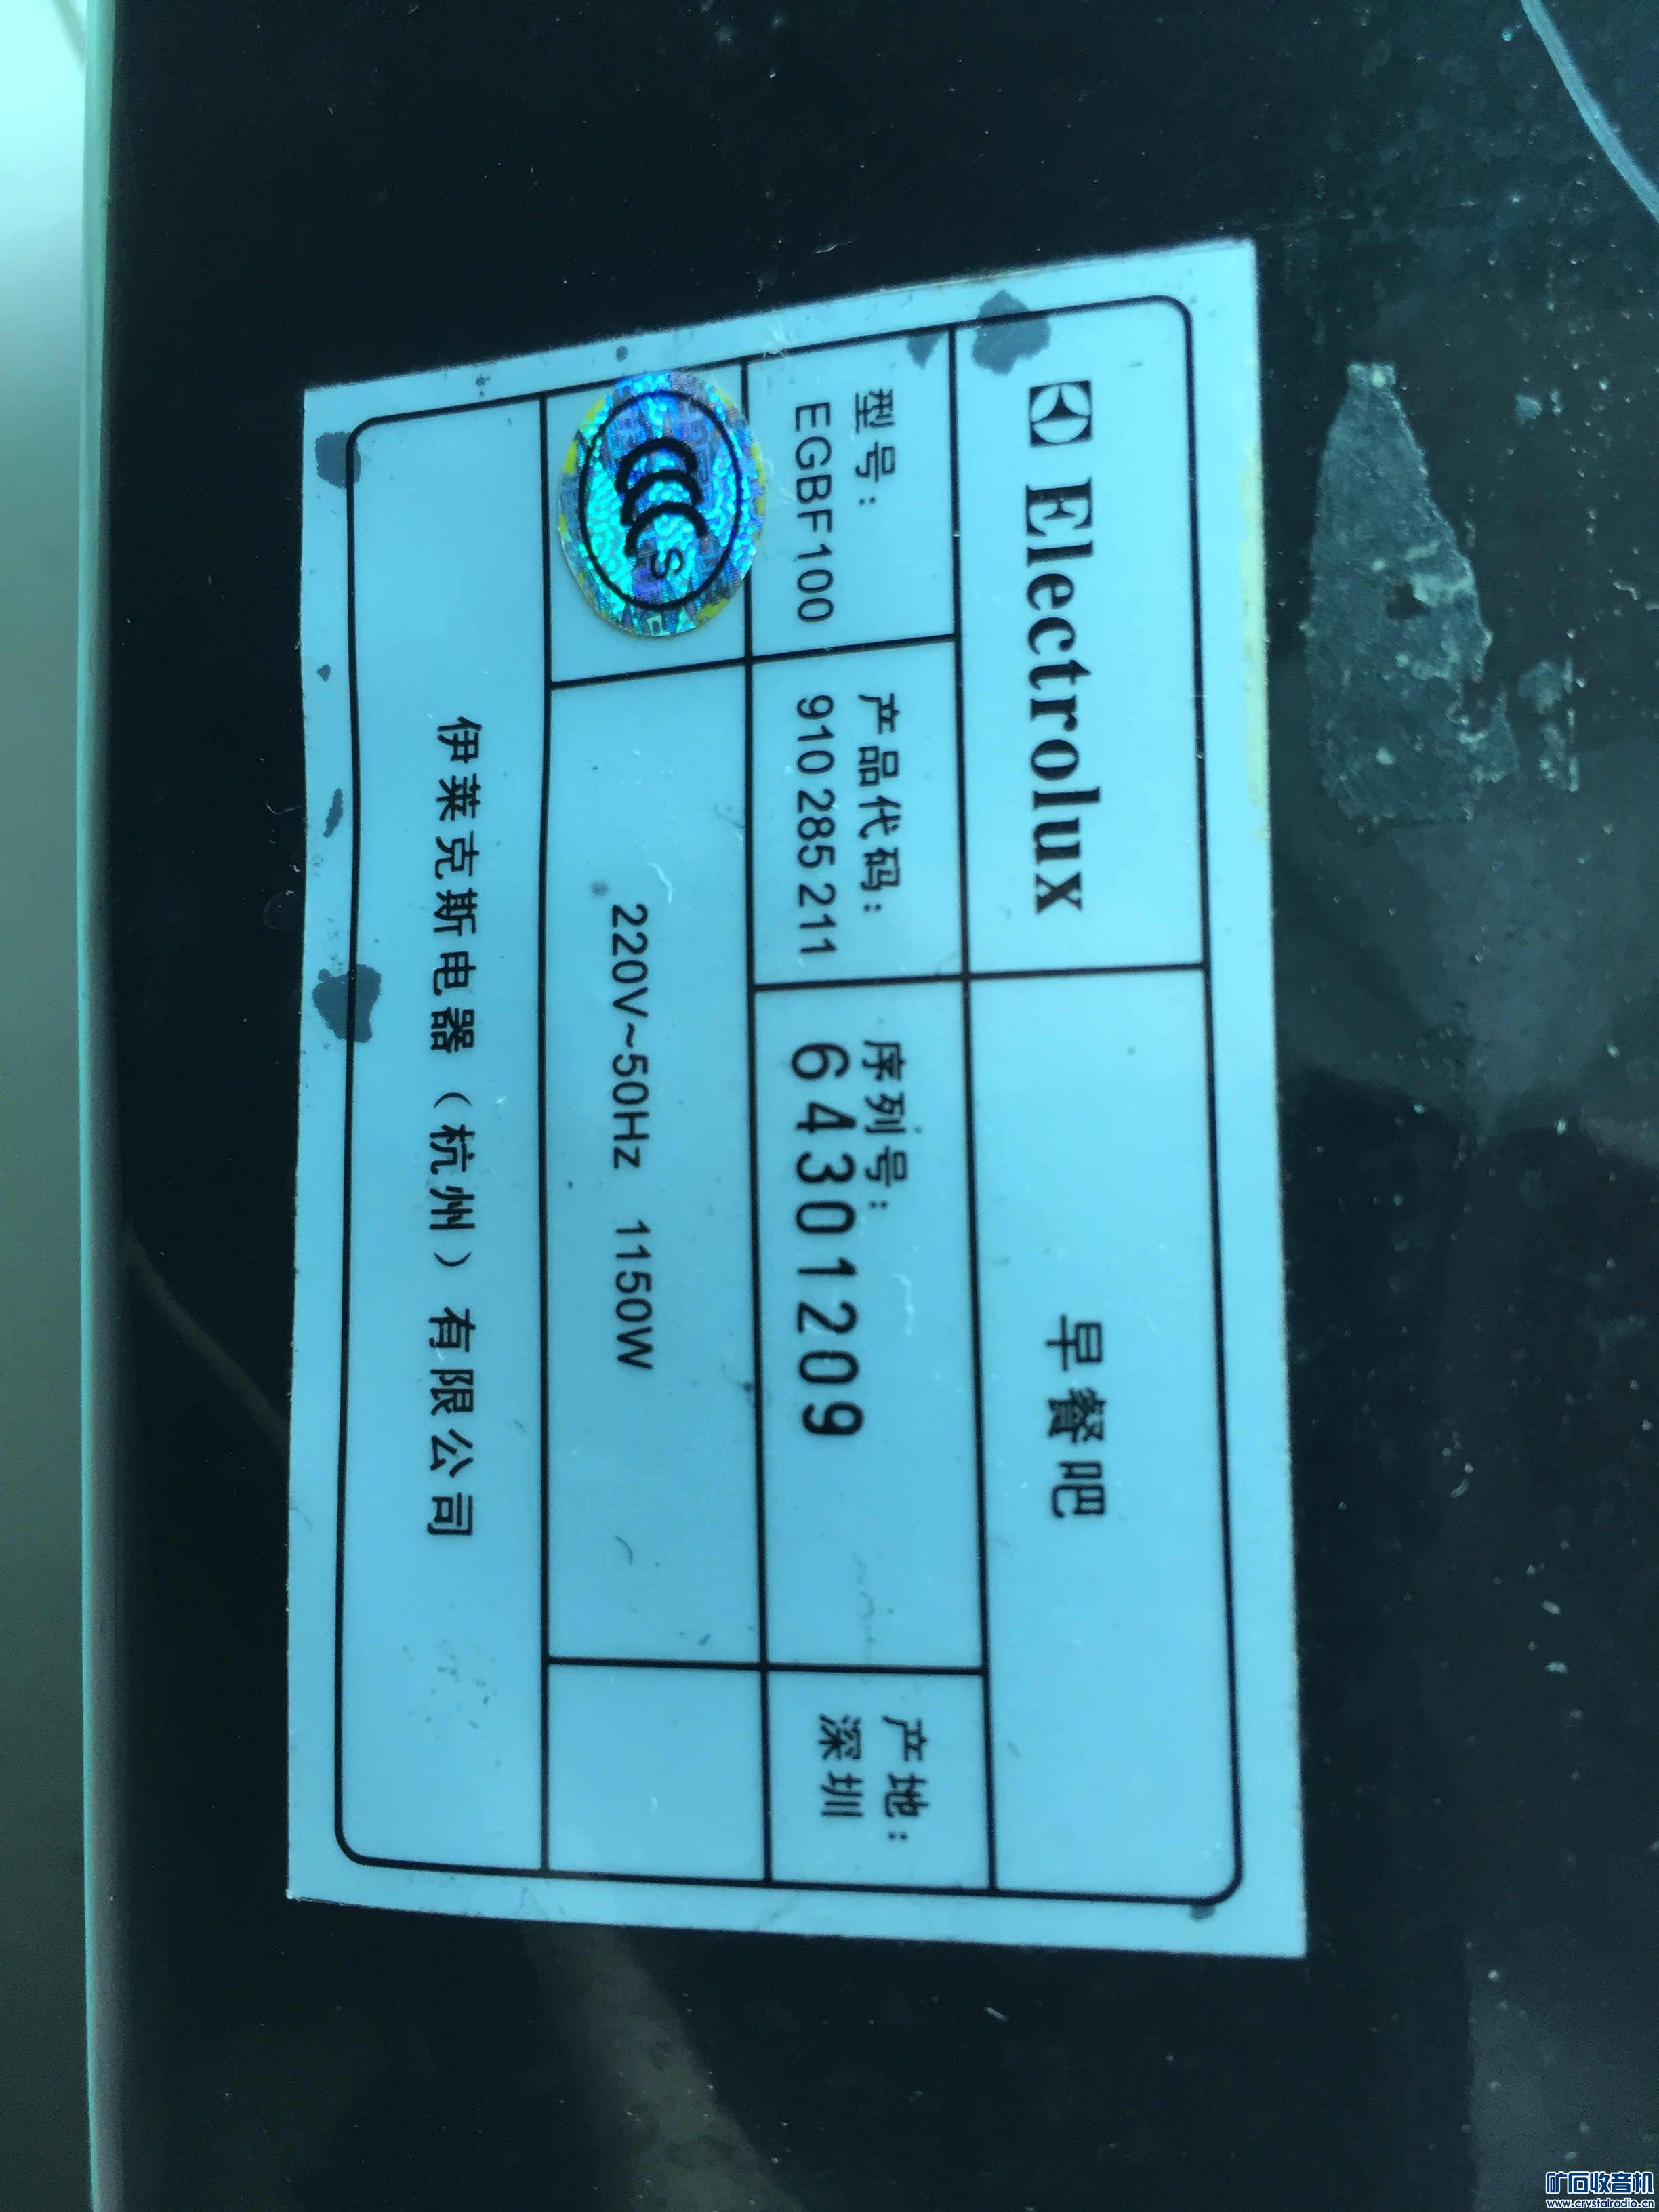 Electrolux
早餐吧
型号:
EGBF100
产品代码:
910 285 211
序列号:
64301209
产地:
深圳
CCC S
220V~50Hz 1150W
伊莱克斯电器(杭州)有限公司
矿石收音机
www.crystalradio.cn